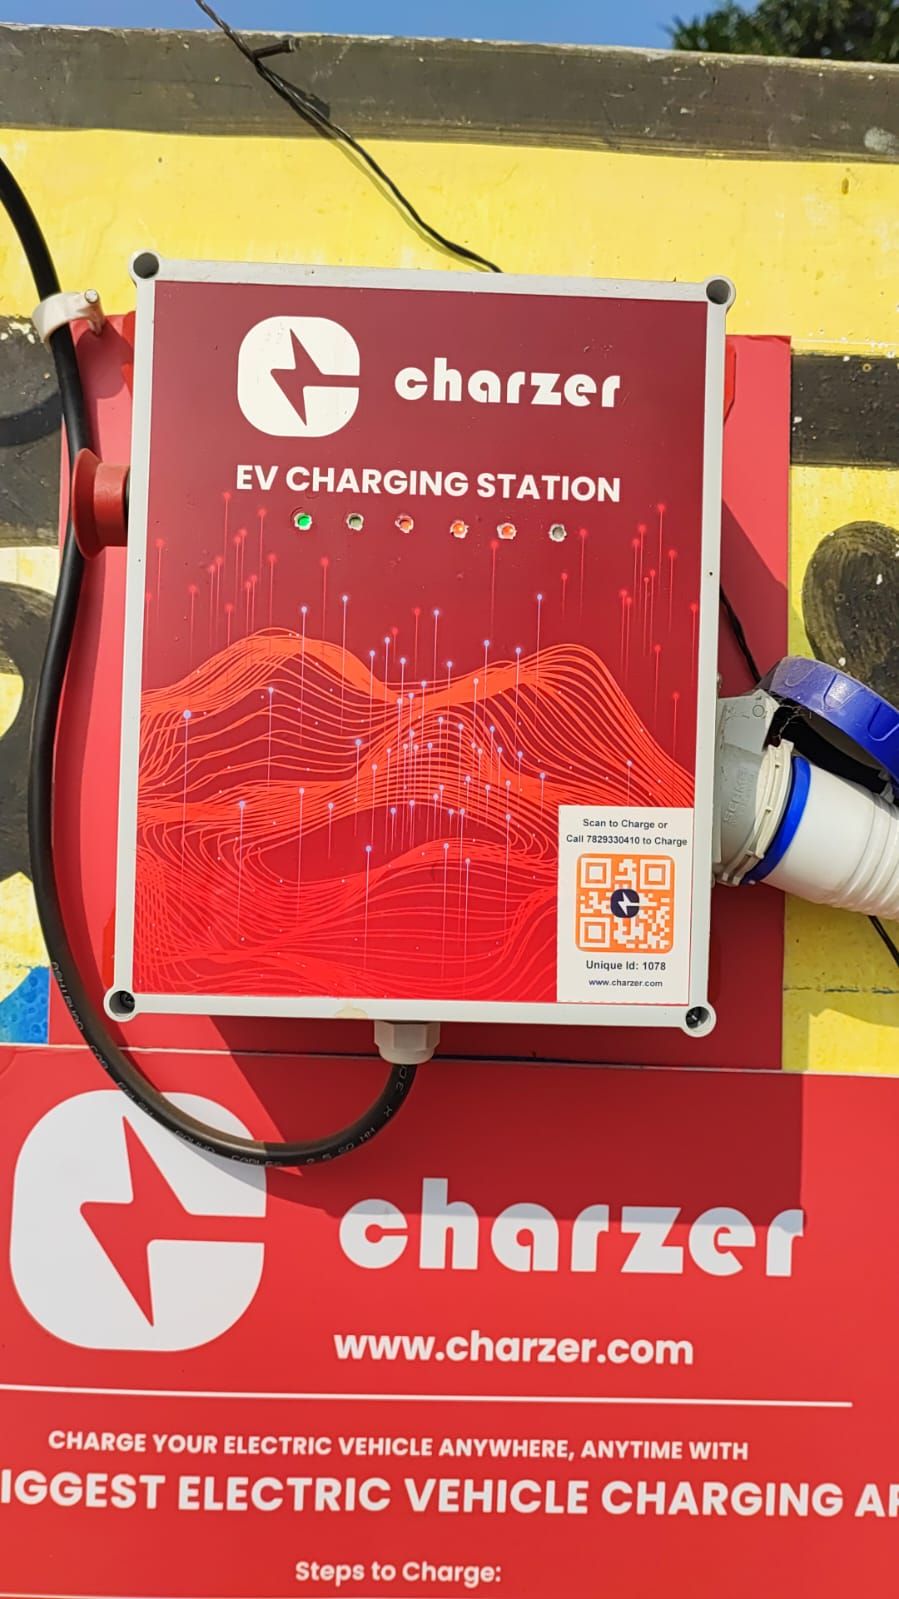 charzer
EV CHARGING STATION
Scan to Charge or
Call 7829330410 to Charge
Unique Id: 1078
www.charzer.com
charzer
www.charzer.com
CHARGE YOUR ELECTRIC VEHICLE ANYWHERE, ANYTIME WITH
IGGEST ELECTRIC VEHICLE CHARGING AP
Steps to Charge: